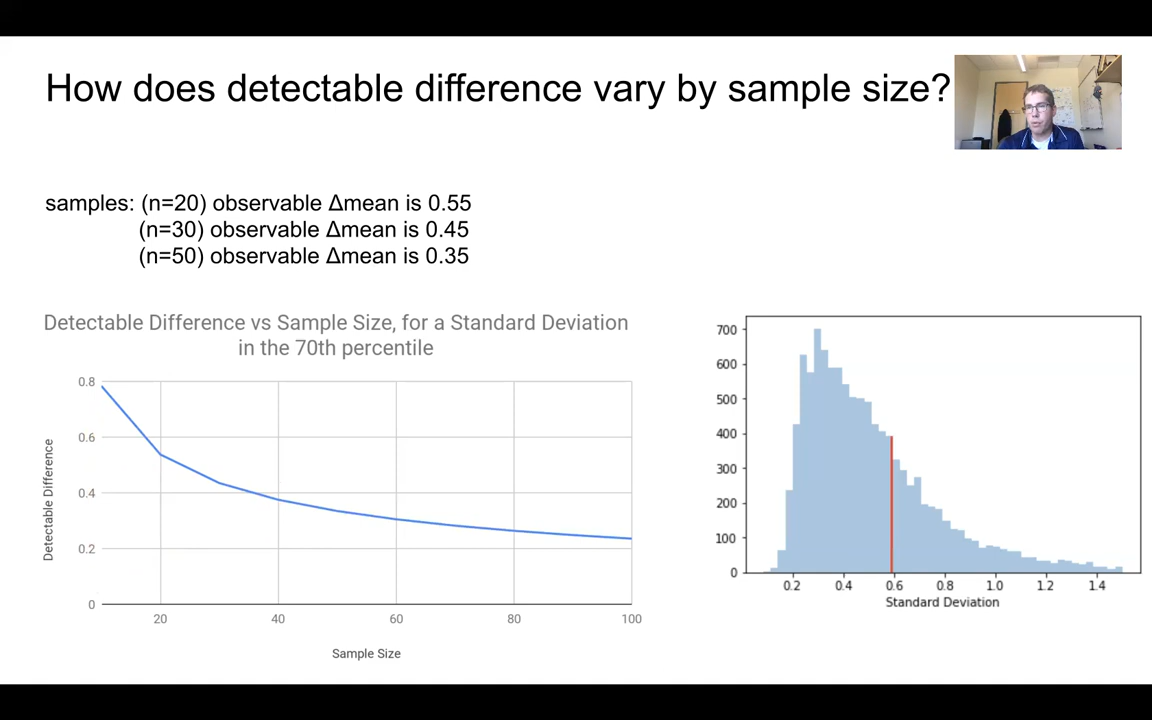 How does detectable difference vary by sample size?
samples: (n=20) observable Δmean is 0.55
(n=30) observable Δmean is 0.45
(n=50) observable Δmean is 0.35
Detectable Difference vs Sample Size, for a Standard Deviation
in the 70th percentile
0.8
0.6
0.4
0.2
0
Detectable Difference
20 40 60 80 100
Sample Size
700
600
500
400
300
200
100
0
0.2 0.4 0.6 0.8 1.0 1.2 1.4
Standard Deviation